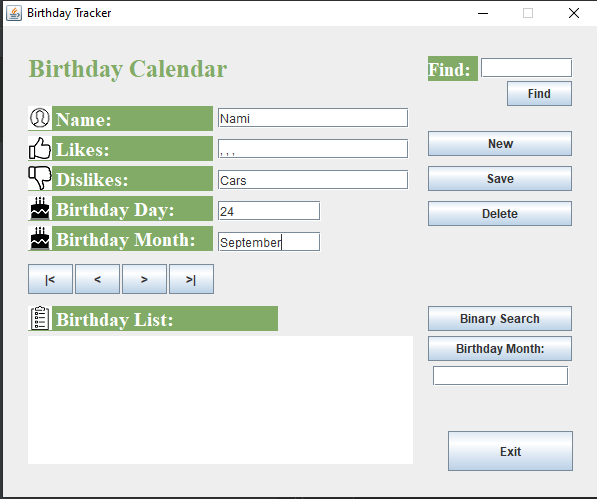 Birthday Tracker
Birthday Calendar
Find:
Find
Name: Nami
Likes: , , ,
Dislikes: Cars
Birthday Day: 24
Birthday Month: September
New
Save
Delete
|< < > >|
Birthday List:
Binary Search
Birthday Month:
Exit